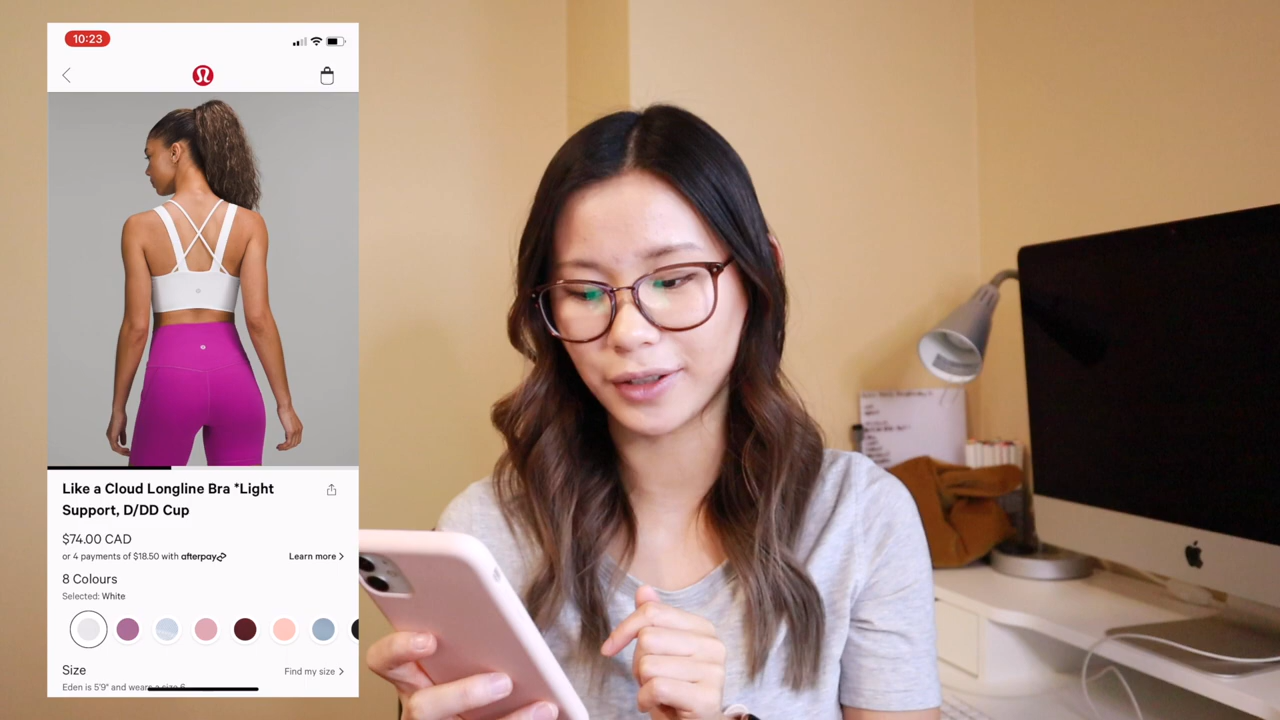 10:23
Like a Cloud Longline Bra *Light
Support, D/DD Cup
$74.00 CAD
or 4 payments of $18.50 with afterpay
Learn more >
8 Colours
Selected: White
Size
Find my size >
Eden is 5'9" and wears a size 6